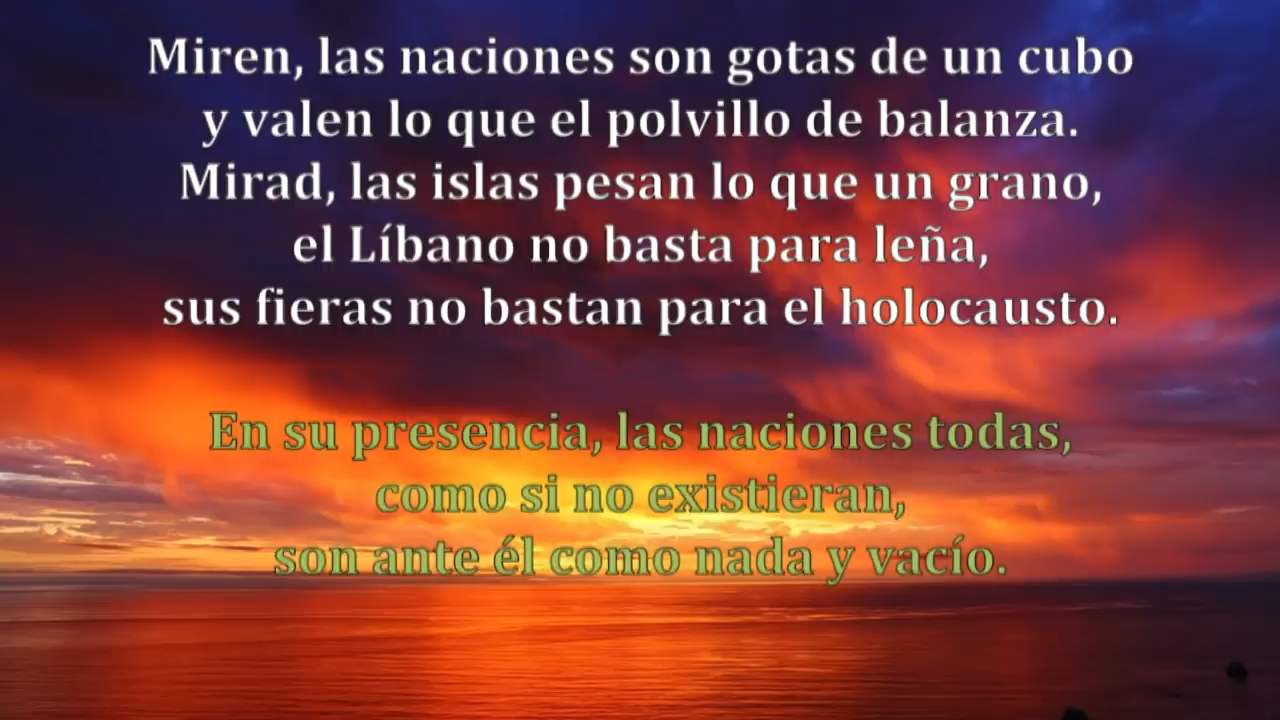 Miren, las naciones son gotas de un cubo
y valen lo que el polvillo de balanza.
Mirad, las islas pesan lo que un grano,
el Líbano no basta para leña,
sus fieras no bastan para el holocausto.
En su presencia, las naciones todas,
como si no existieran,
son ante él como nada y vacío.